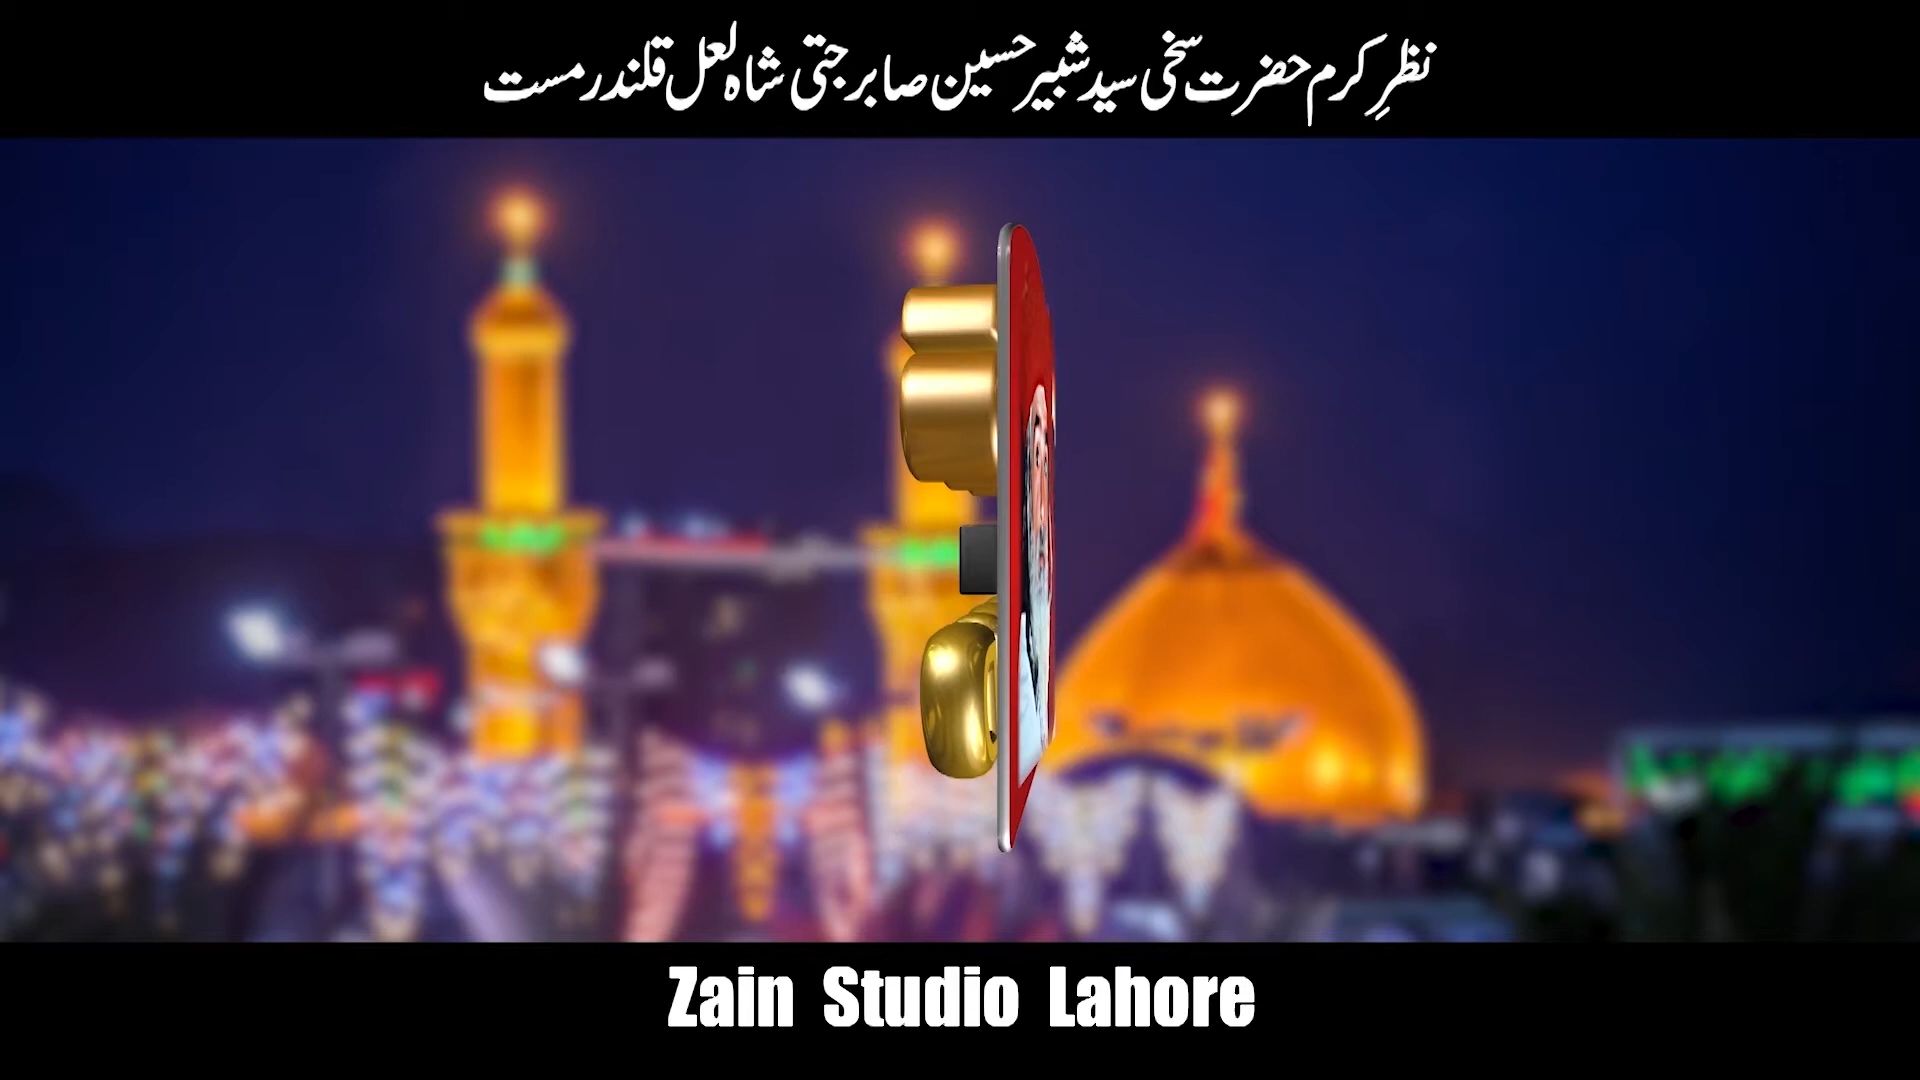 نظرِ کرم حضرت سخی سید شبیر حسین صابر جتی شاہ لعل قلندر مست
Zain Studio Lahore